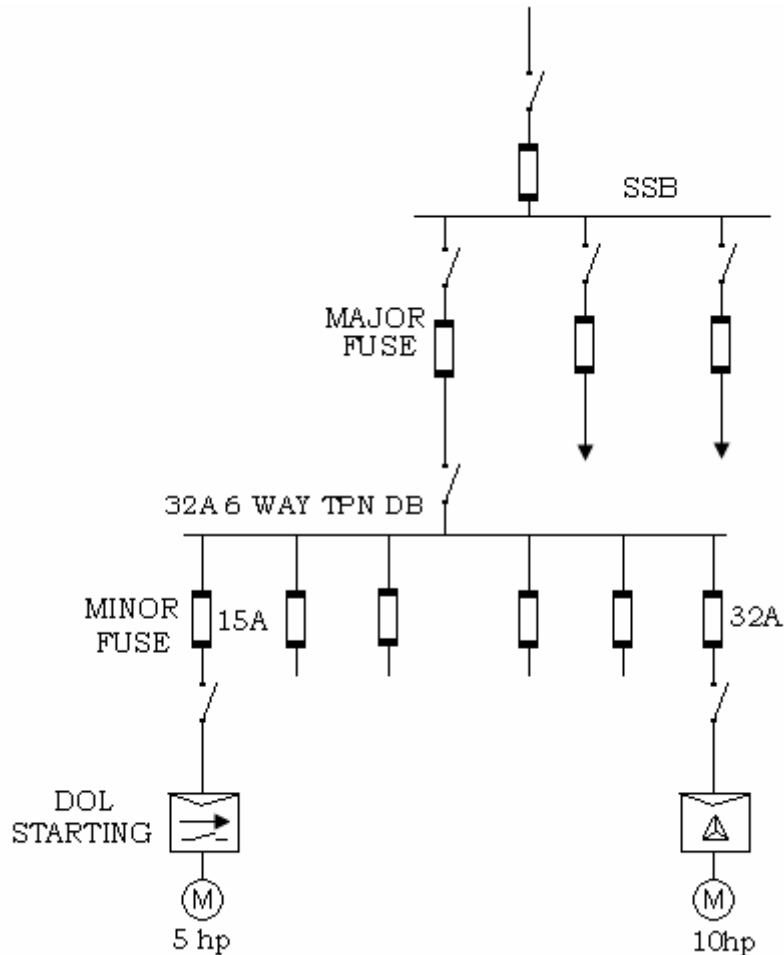 SSB
MAJOR
FUSE
32A 6 WAY TPN DB
MINOR
FUSE
15A
32A
DOL
STARTING
M
M
5 hp
10hp